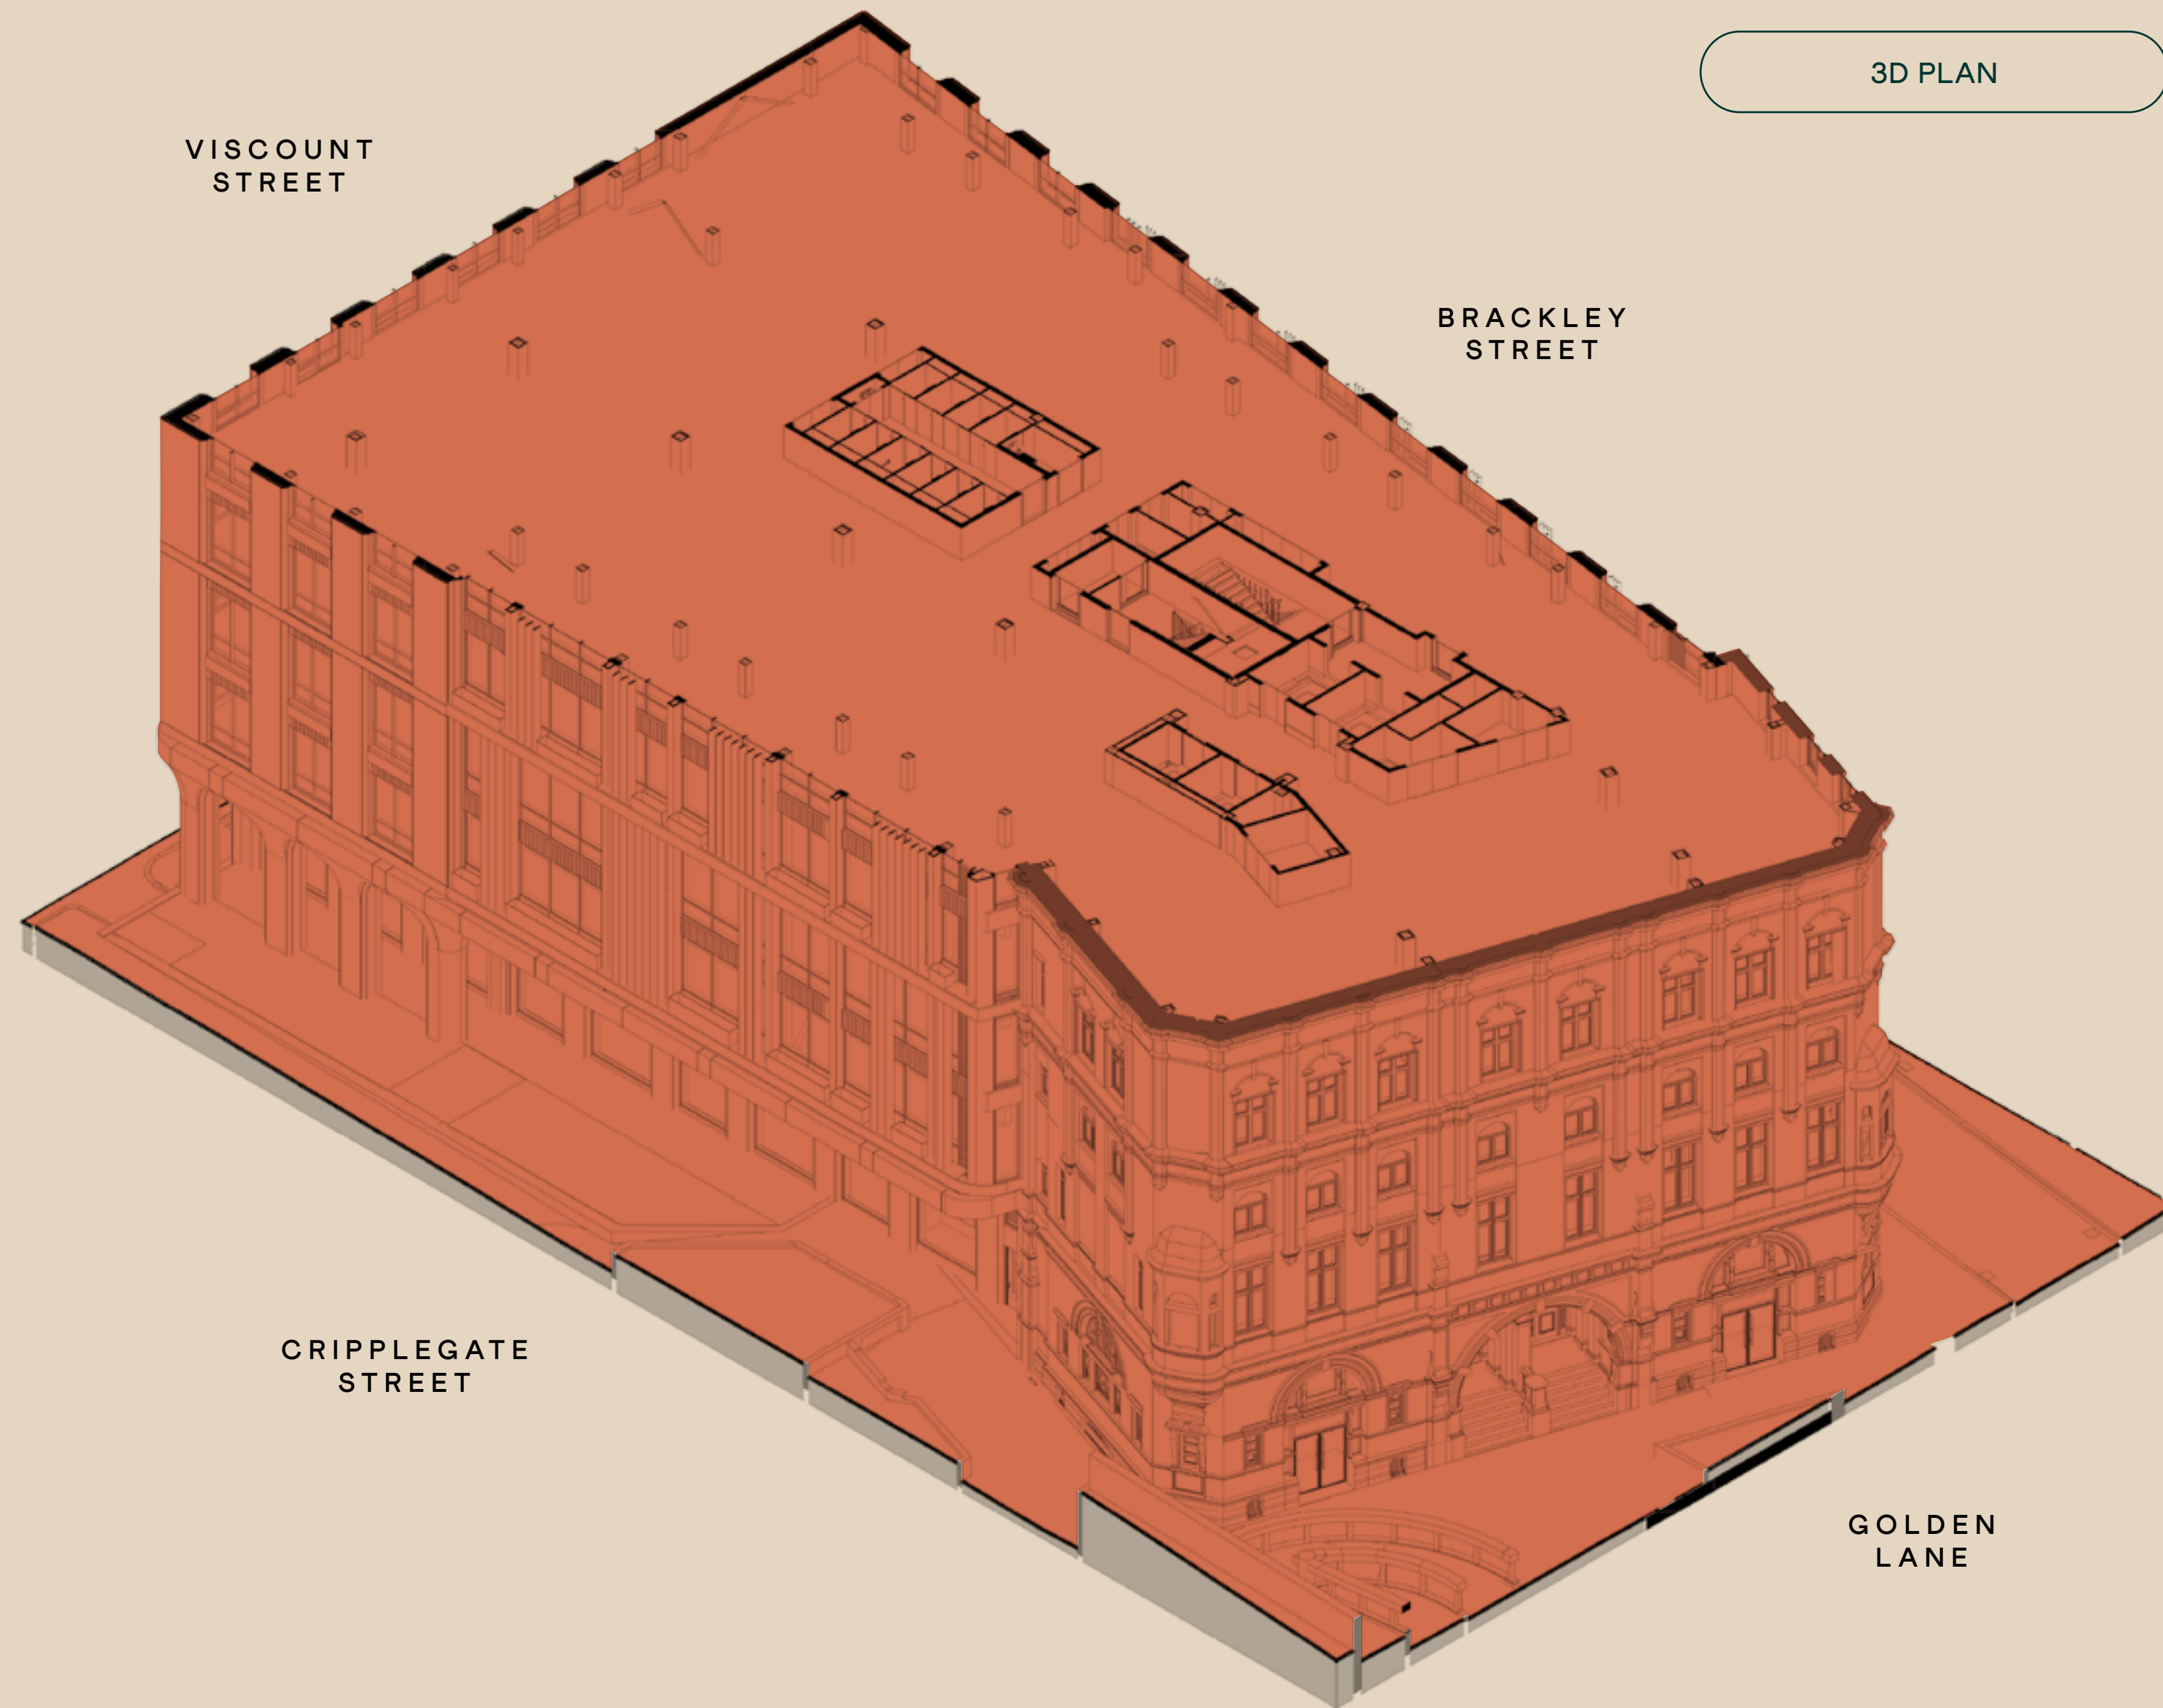 3D PLAN
VISCOUNT
STREET
BRACKLEY
STREET
CRIPPLEGATE
STREET
GOLDEN
LANE